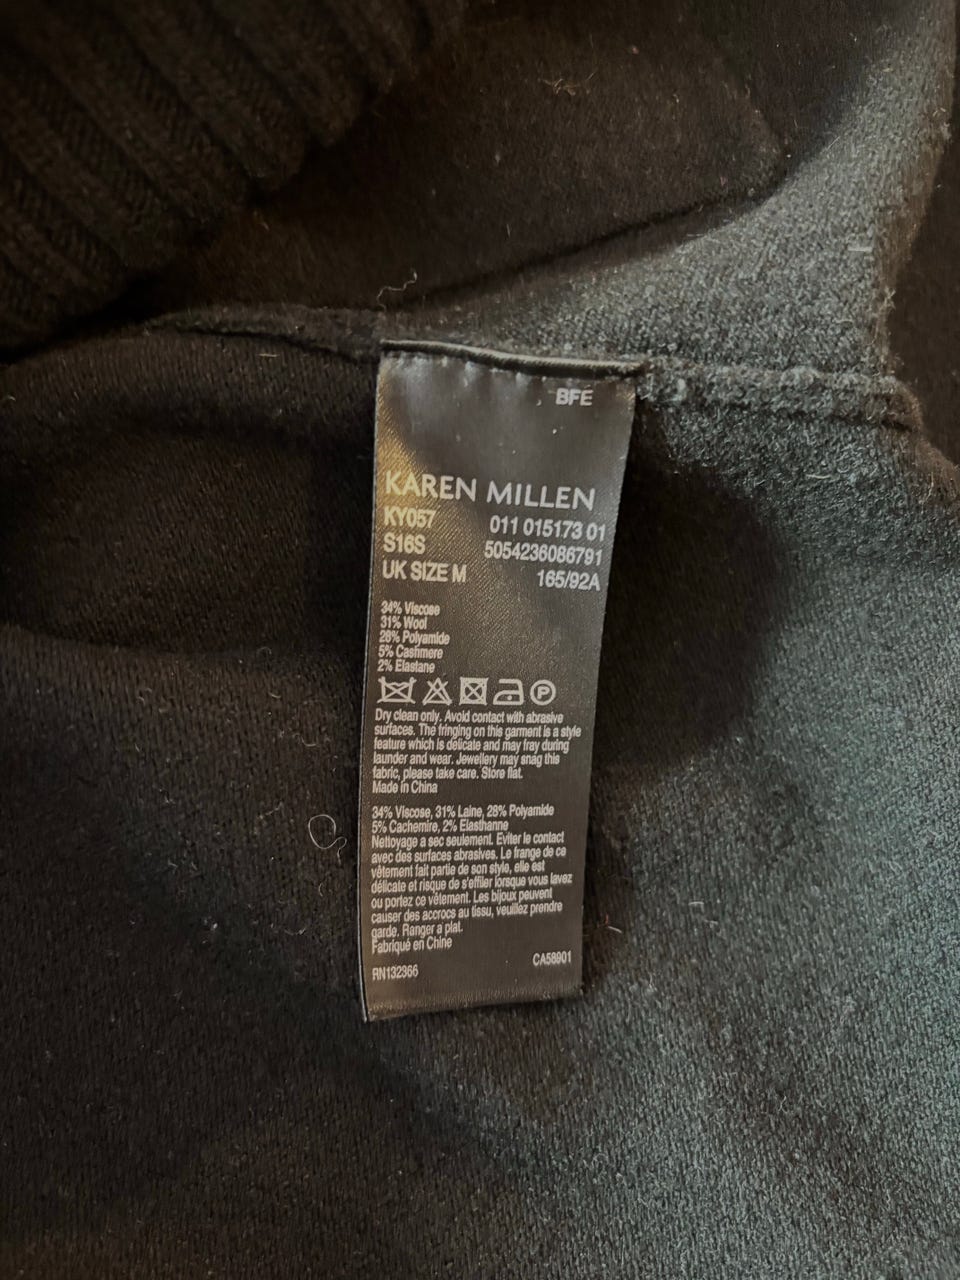 BFE
KAREN MILLEN
KY057 011 015173 01
S16S 5054236086791
UK SIZE M 165/92A
34% Viscose
31% Wool
28% Polyamide
5% Cashmere
2% Elastane
P
Dry clean only. Avoid contact with abrasive
surfaces. The fringing on this garment is a style
feature which is delicate and may fray during
launder and wear. Jewellery may snag this
fabric, please take care. Store flat.
Made in China
34% Viscose, 31% Laine, 28% Polyamide
5% Cachemire, 2% Elasthanne
Nettoyage a sec seulement. Eviter le contact
avec des surfaces abrasives. Le frange de ce
vêtement fait partie de son style, elle est
délicate et risque de s'effiler lorsque vous lavez
ou portez ce vêtement. Les bijoux peuvent
causer des accrocs au tissu, veuillez prendre
garde. Ranger a plat.
Fabriqué en Chine
RN132366 CA58901